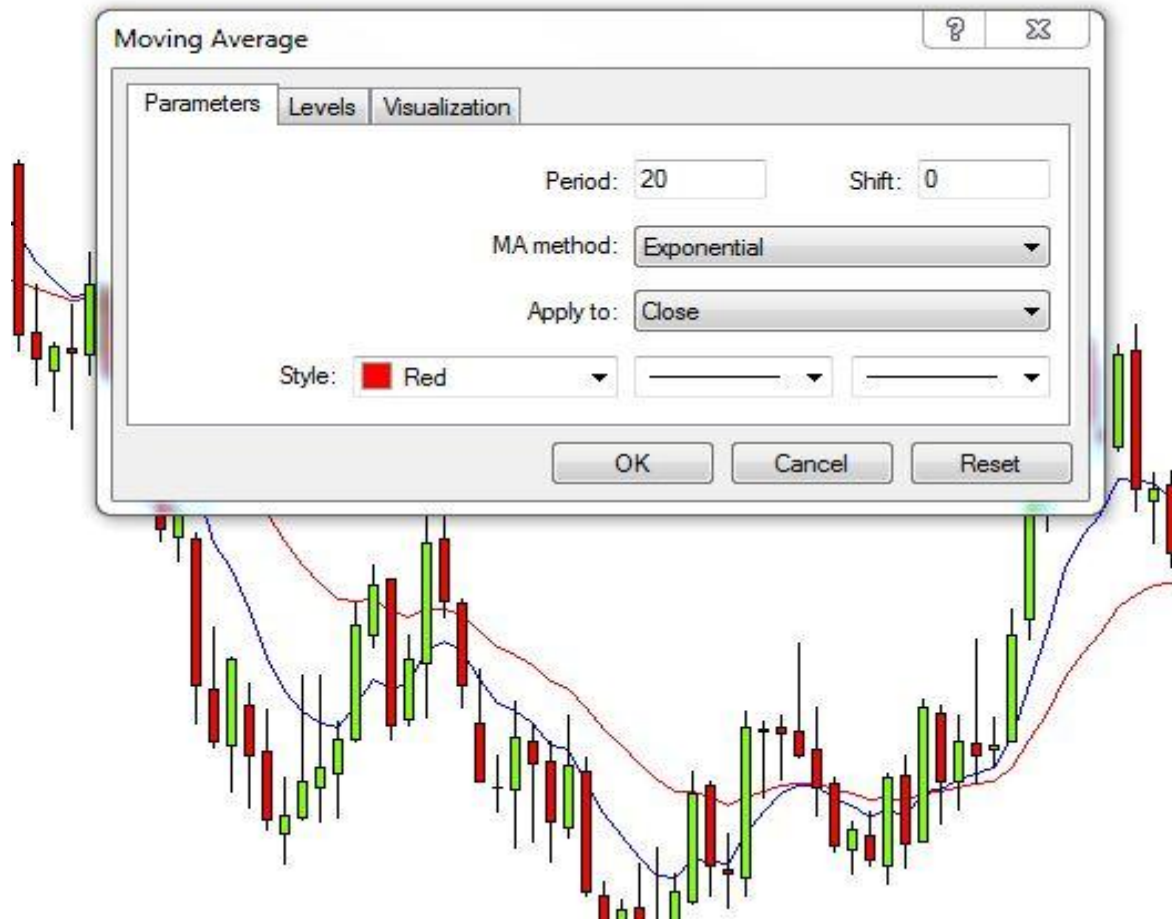 Moving Average
Parameters Levels Visualization
Period: 20 Shift: 0
MA method: Exponential
Apply to: Close
Style: Red
OK Cancel Reset